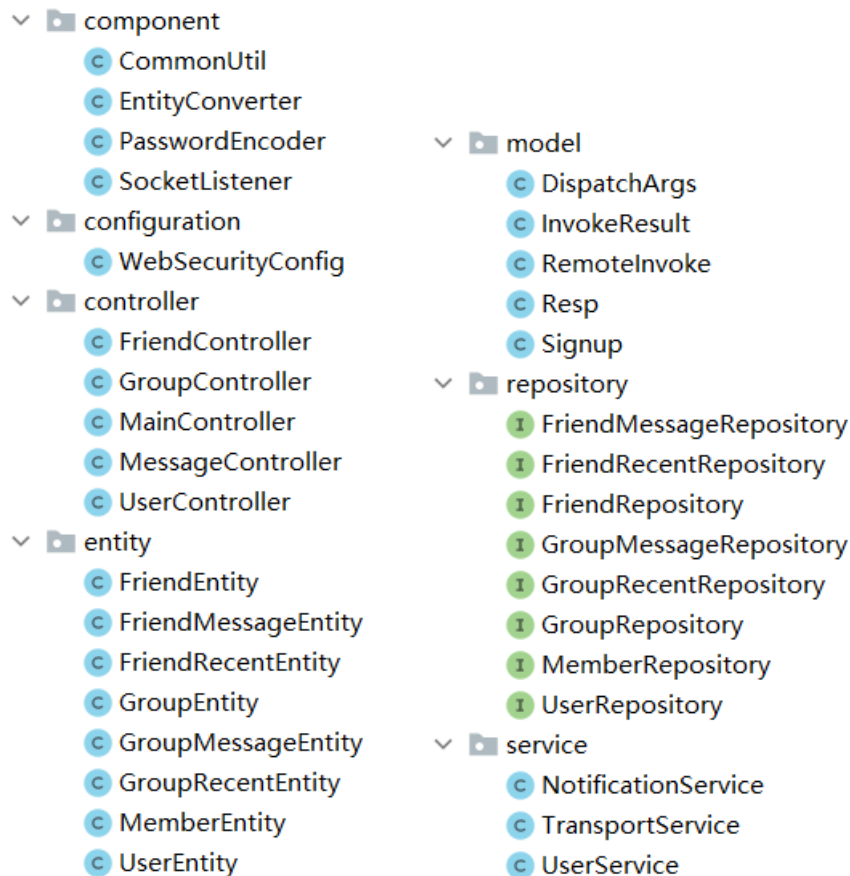 component
CommonUtil
EntityConverter
PasswordEncoder
SocketListener
configuration
WebSecurityConfig
controller
FriendController
GroupController
MainController
MessageController
UserController
entity
FriendEntity
FriendMessageEntity
FriendRecentEntity
GroupEntity
GroupMessageEntity
GroupRecentEntity
MemberEntity
UserEntity
model
DispatchArgs
InvokeResult
RemoteInvoke
Resp
Signup
repository
FriendMessageRepository
FriendRecentRepository
FriendRepository
GroupMessageRepository
GroupRecentRepository
GroupRepository
MemberRepository
UserRepository
service
NotificationService
TransportService
UserService